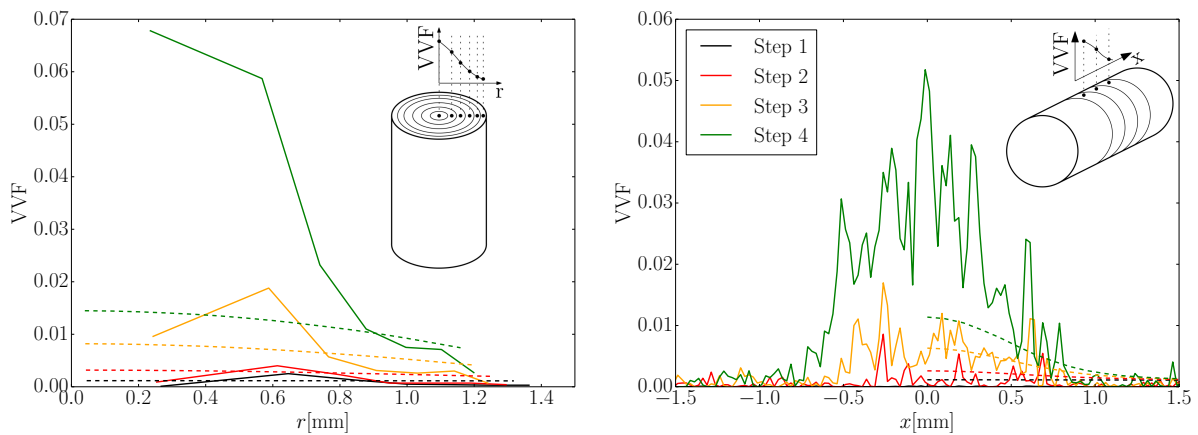 0.07
0.06
0.05
0.04
0.03
0.02
0.01
0.00
VVF
0.0 0.2 0.4 0.6 0.8 1.0 1.2 1.4
r[mm]
VVF
r
0.06
0.05
0.04
0.03
0.02
0.01
0.00
VVF
−1.5 −1.0 −0.5 0.0 0.5 1.0 1.5
x[mm]
Step 1
Step 2
Step 3
Step 4
VVF
x